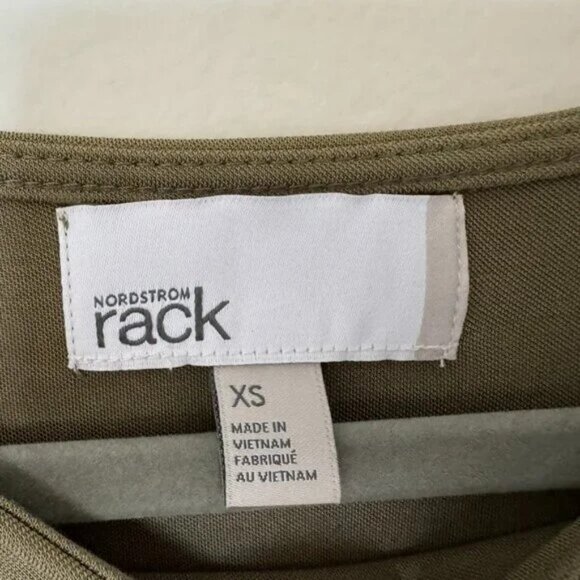 NORDSTROM
rack
XS
MADE IN
VIETNAM
FABRIQUÉ
AU VIETNAM